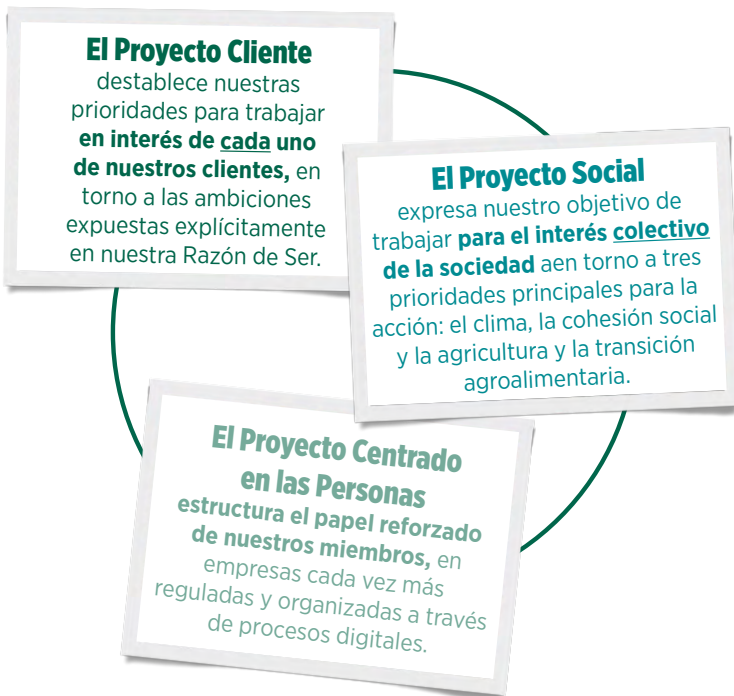 El Proyecto Cliente
destablece nuestras
prioridades para trabajar
en interés de cada uno
de nuestros clientes, en
torno a las ambiciones
expuestas explícitamente
en nuestra Razón de Ser.
El Proyecto Social
expresa nuestro objetivo de
trabajar para el interés colectivo
de la sociedad aen torno a tres
prioridades principales para la
acción: el clima, la cohesión social
y la agricultura y la transición
agroalimentaria.
El Proyecto Centrado
en las Personas
estructura el papel reforzado
de nuestros miembros, en
empresas cada vez más
reguladas y organizadas a través
de procesos digitales.